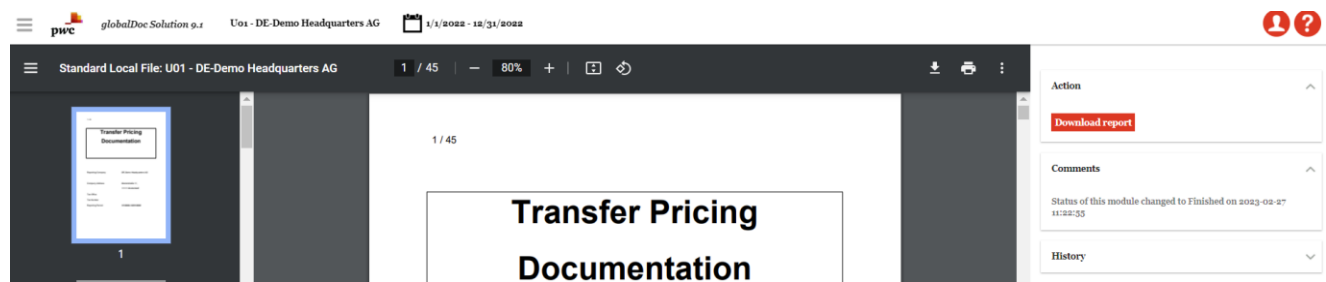 pwc globalDoc Solution 9.1 U01 - DE-Demo Headquarters AG 1/1/2022 - 12/31/2022 ?
Standard Local File: U01 - DE-Demo Headquarters AG 1 / 45 80%
Transfer Pricing
Documentation
1
1 / 45
Transfer Pricing
Documentation
Action
Download report
Comments
Status of this module changed to Finished on 2023-02-27
11:22:55
History